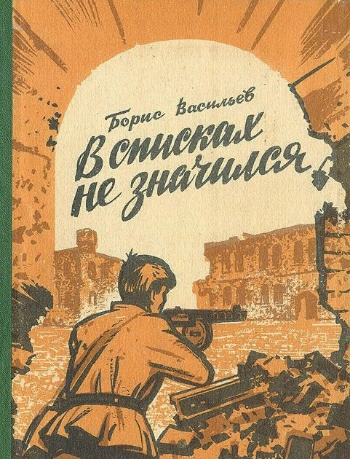 Борис Васильев
В списках
не значился